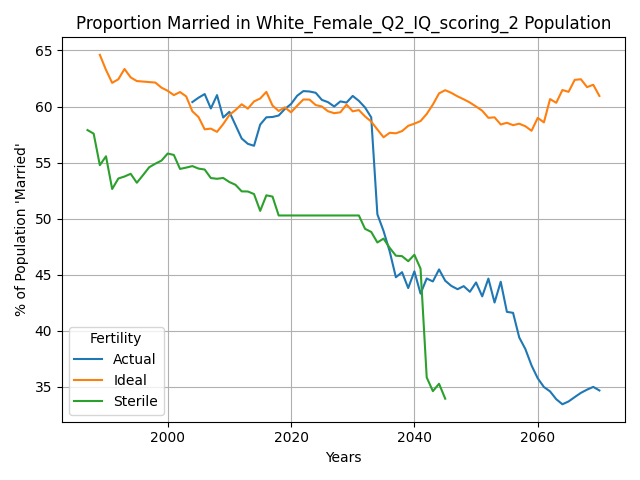 Proportion Married in White_Female_Q2_IQ_scoring_2 Population
65
60
55
50
45
40
35
% of Population 'Married'
Fertility
Actual
Ideal
Sterile
2000
2020
2040
2060
Years